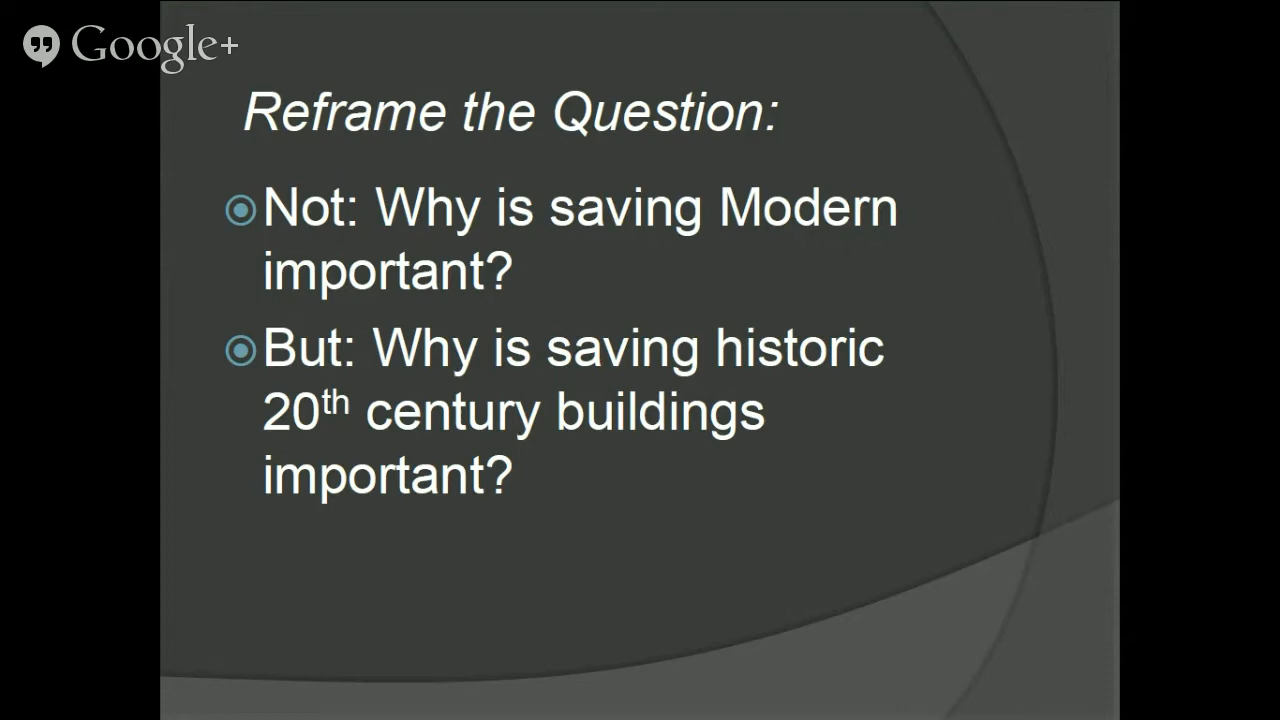 Google+
Reframe the Question:
Not: Why is saving Modern
important?
But: Why is saving historic
20th century buildings
important?